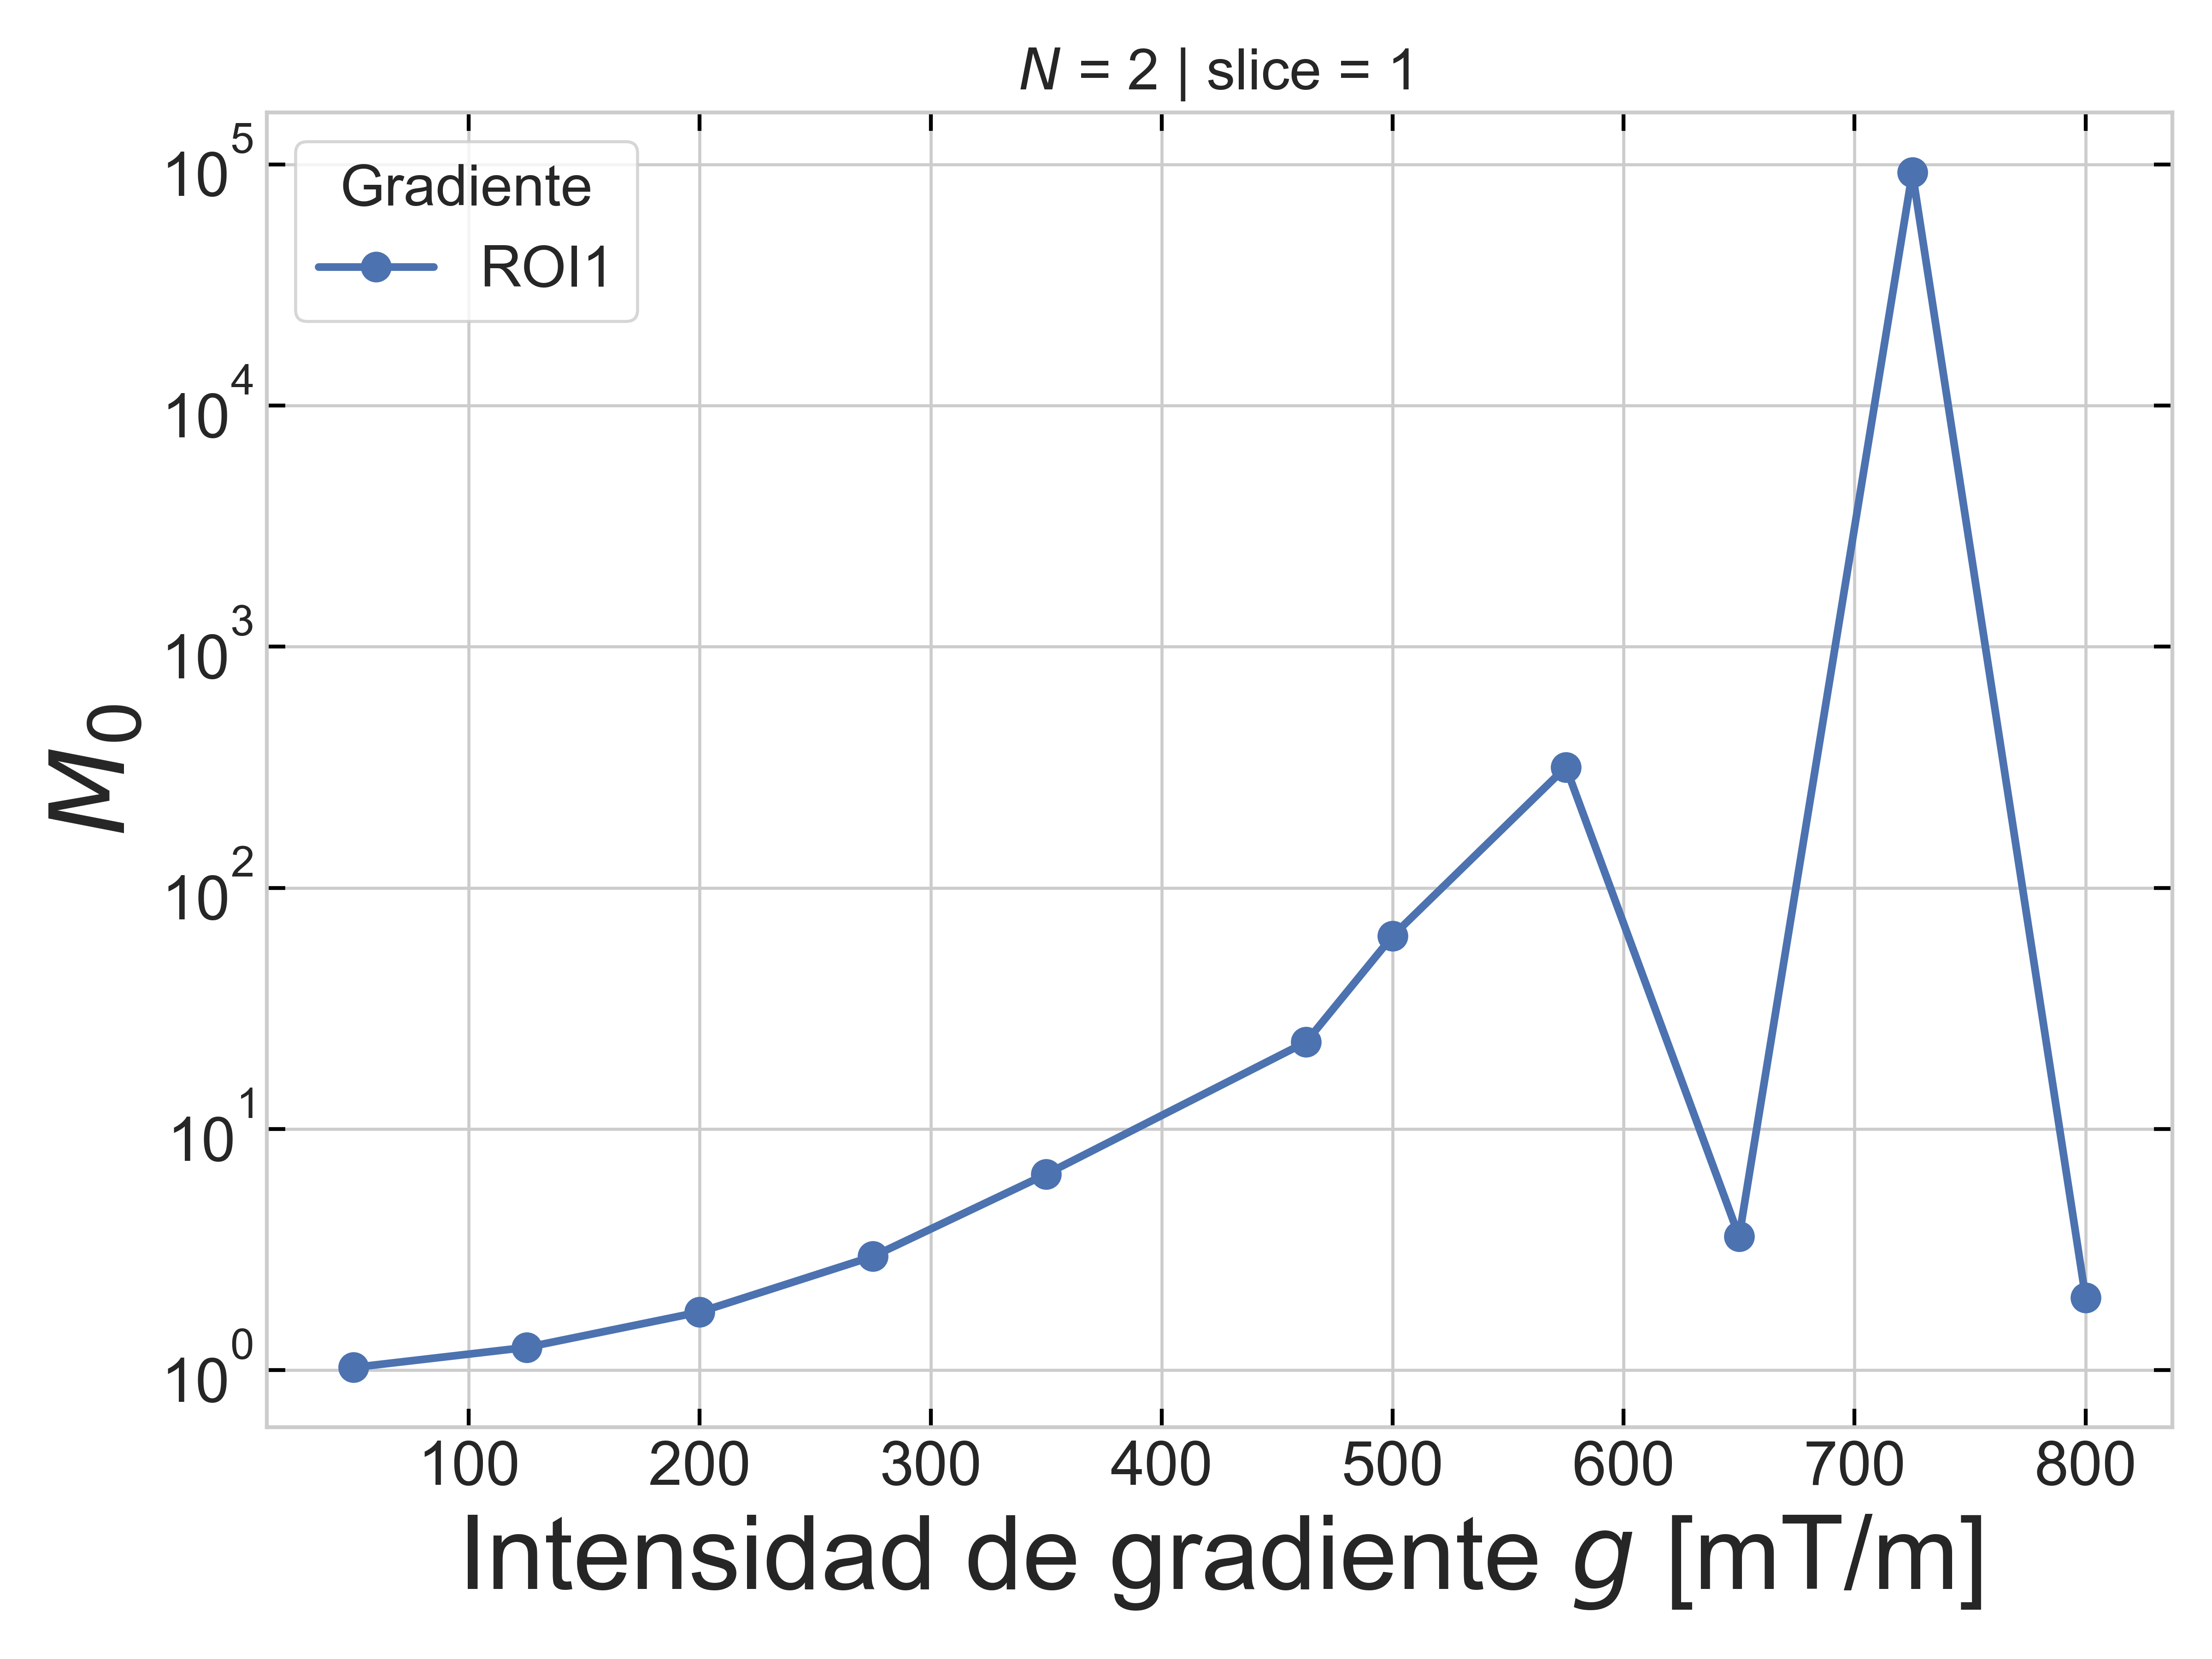 N = 2 | slice = 1
Gradiente
ROI1
10^5
10^4
10^3
10^2
10^1
10^0
M_0
100 200 300 400 500 600 700 800
Intensidad de gradiente g [mT/m]